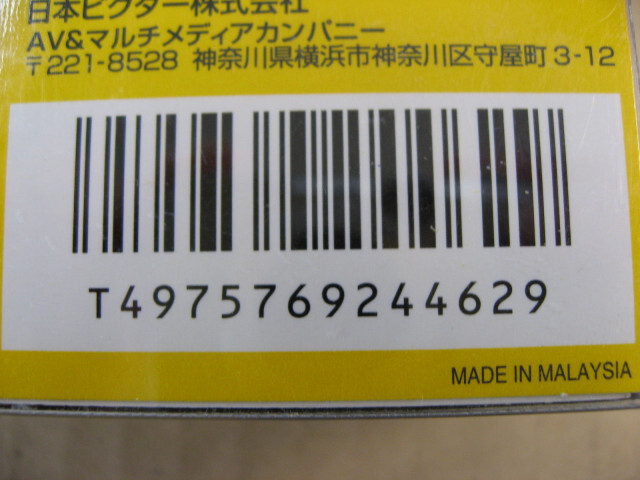 日本ビクター株式会社
AV&マルチメディアカンパニー
〒221-8528 神奈川県横浜市神奈川区守屋町 3-12
T4975769244629
MADE IN MALAYSIA